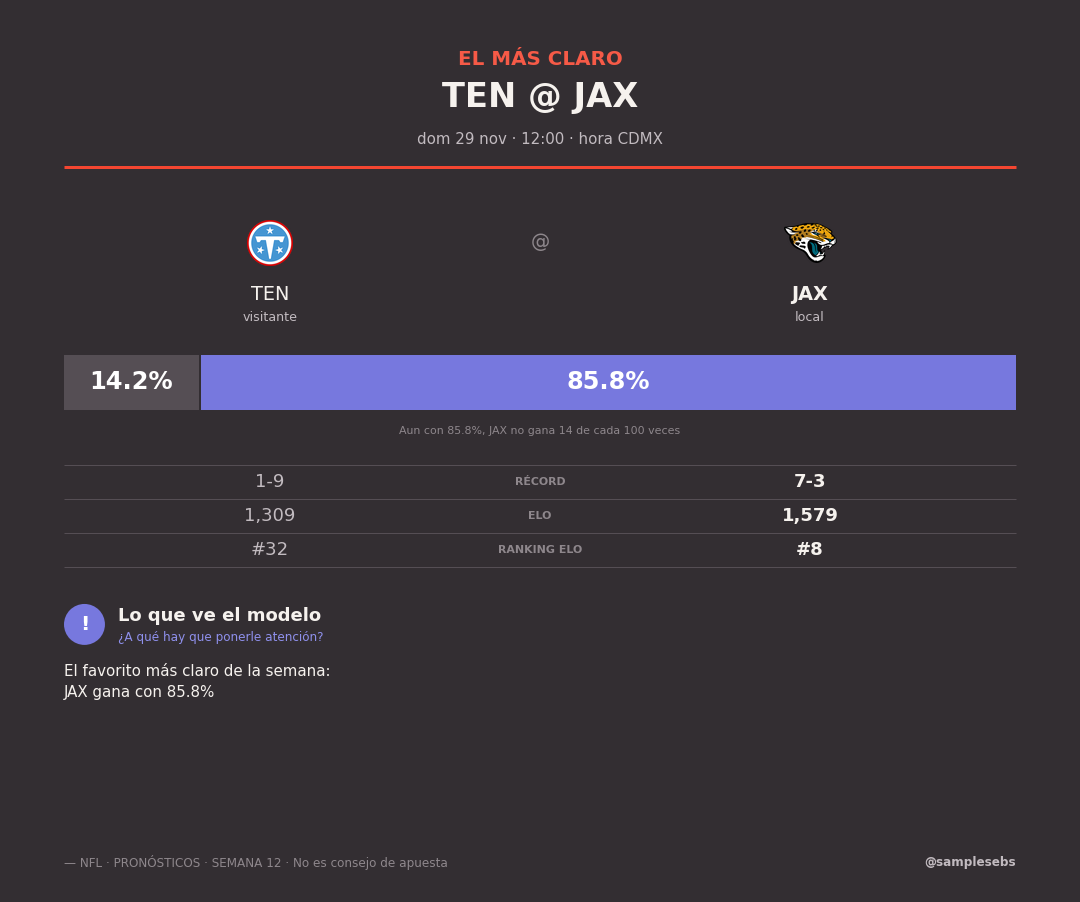 EL MÁS CLARO
TEN @ JAX
dom 29 nov · 12:00 · hora CDMX
@
TEN
JAX
visitante
local
14.2%
85.8%
Aun con 85.8%, JAX no gana 14 de cada 100 veces
1-9 RÉCORD 7-3
1,309 ELO 1,579
#32 RANKING ELO #8
!
Lo que ve el modelo
¿A qué hay que ponerle atención?
El favorito más claro de la semana:
JAX gana con 85.8%
— NFL · PRONÓSTICOS · SEMANA 12 · No es consejo de apuesta
@samplesebs